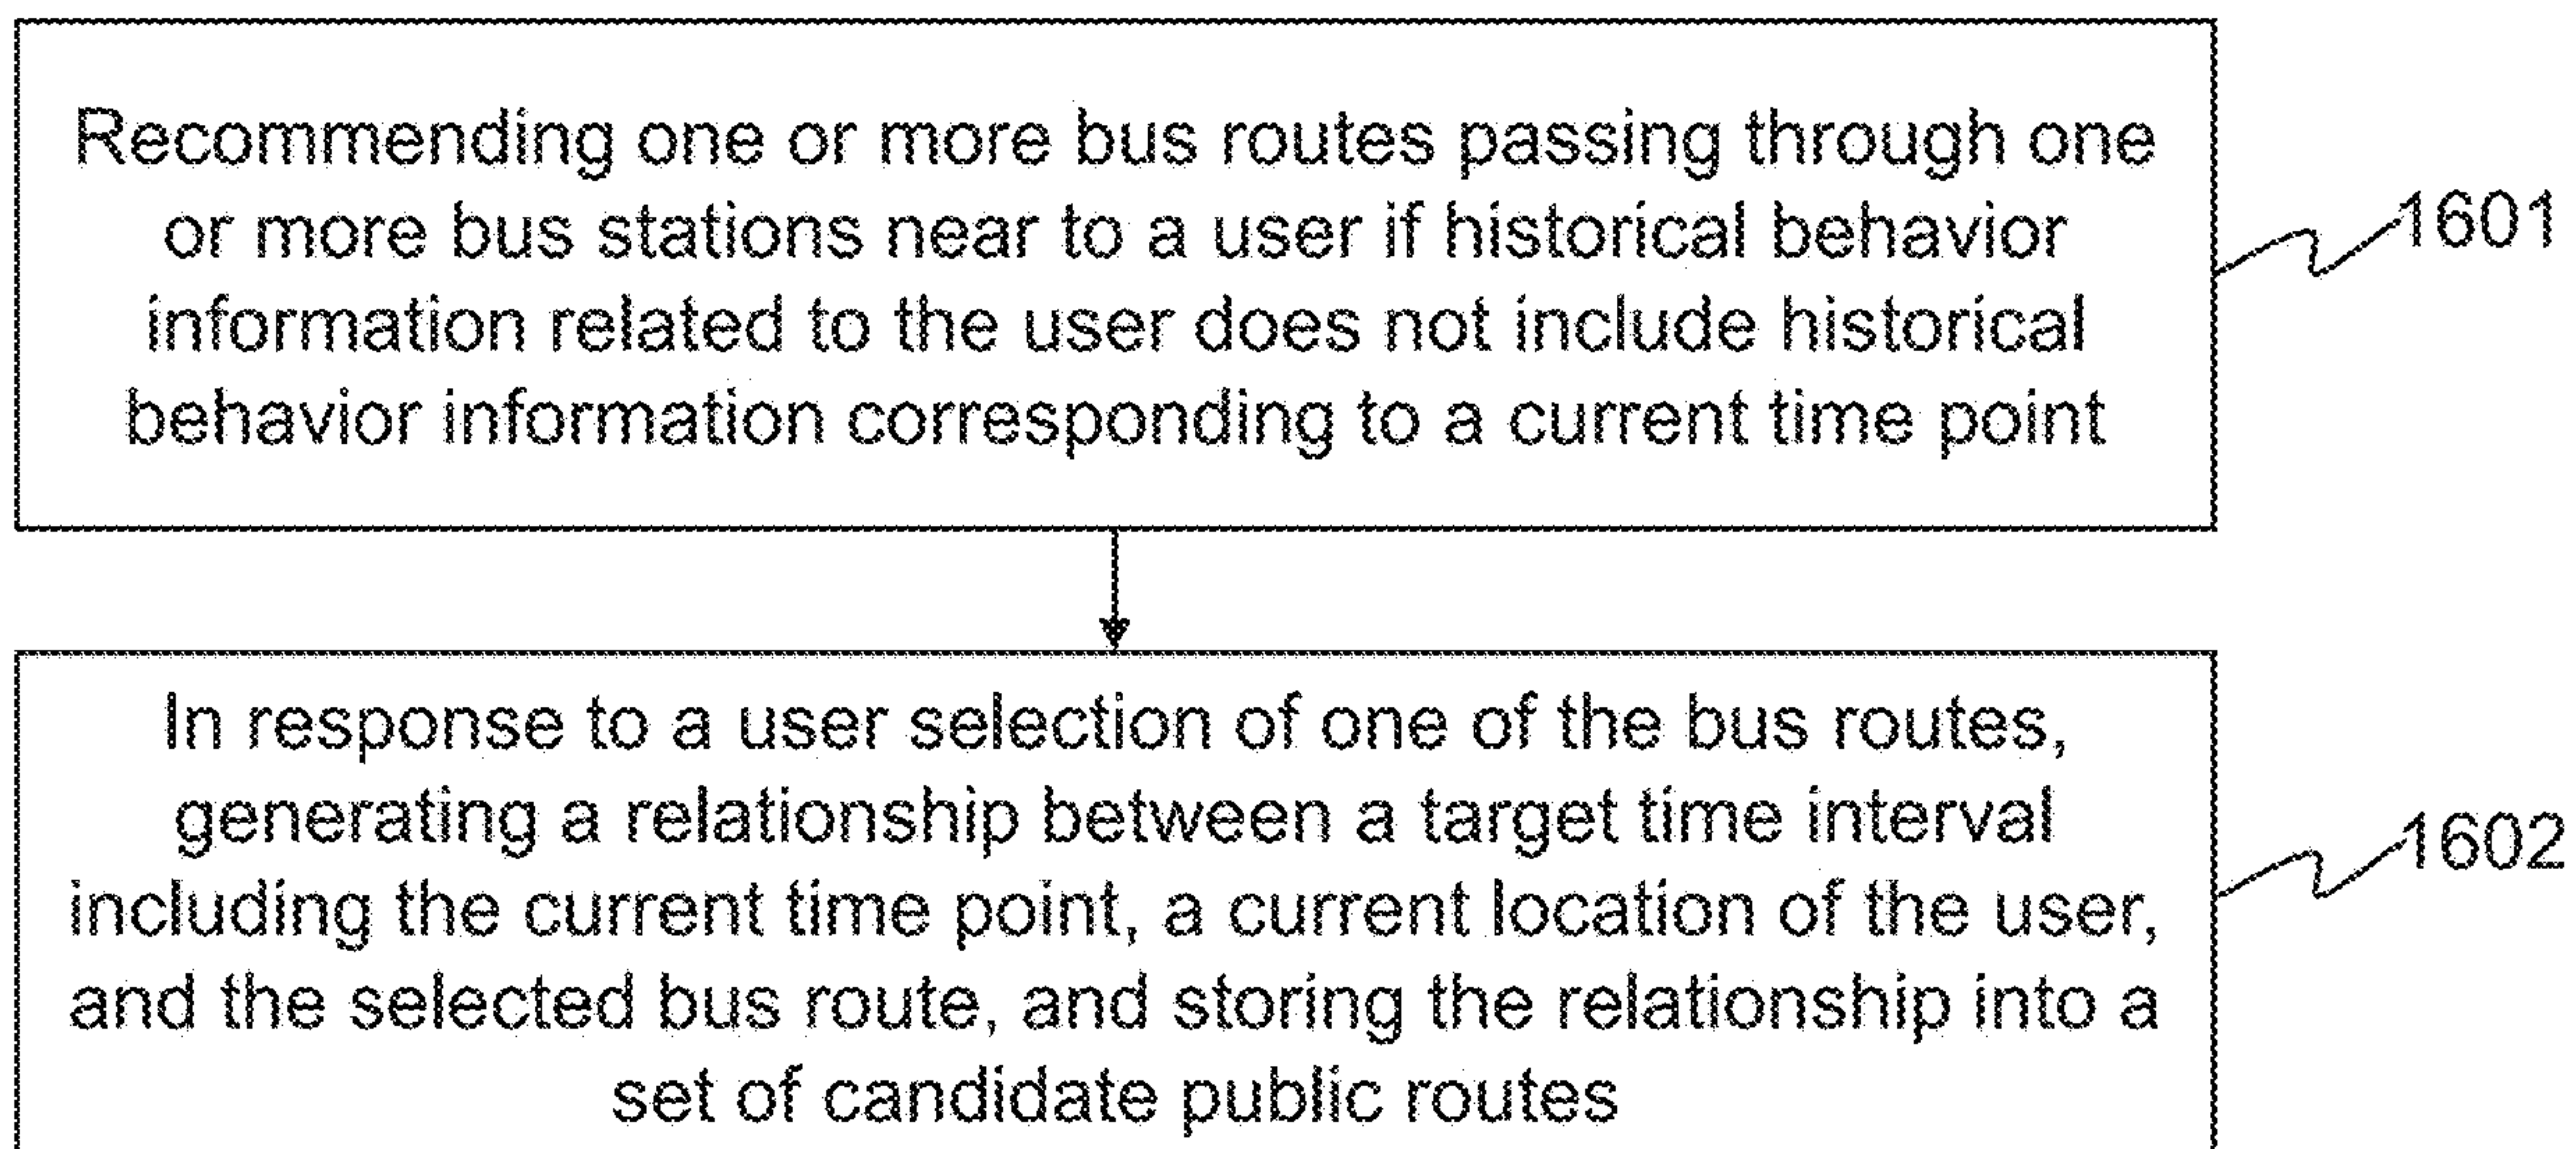 Recommending one or more bus routes passing through one
or more bus stations near to a user if historical behavior
information related to the user does not include historical
behavior information corresponding to a current time point
1601
In response to a user selection of one of the bus routes,
generating a relationship between a target time interval
including the current time point, a current location of the user,
and the selected bus route, and storing the relationship into a
set of candidate public routes
1602